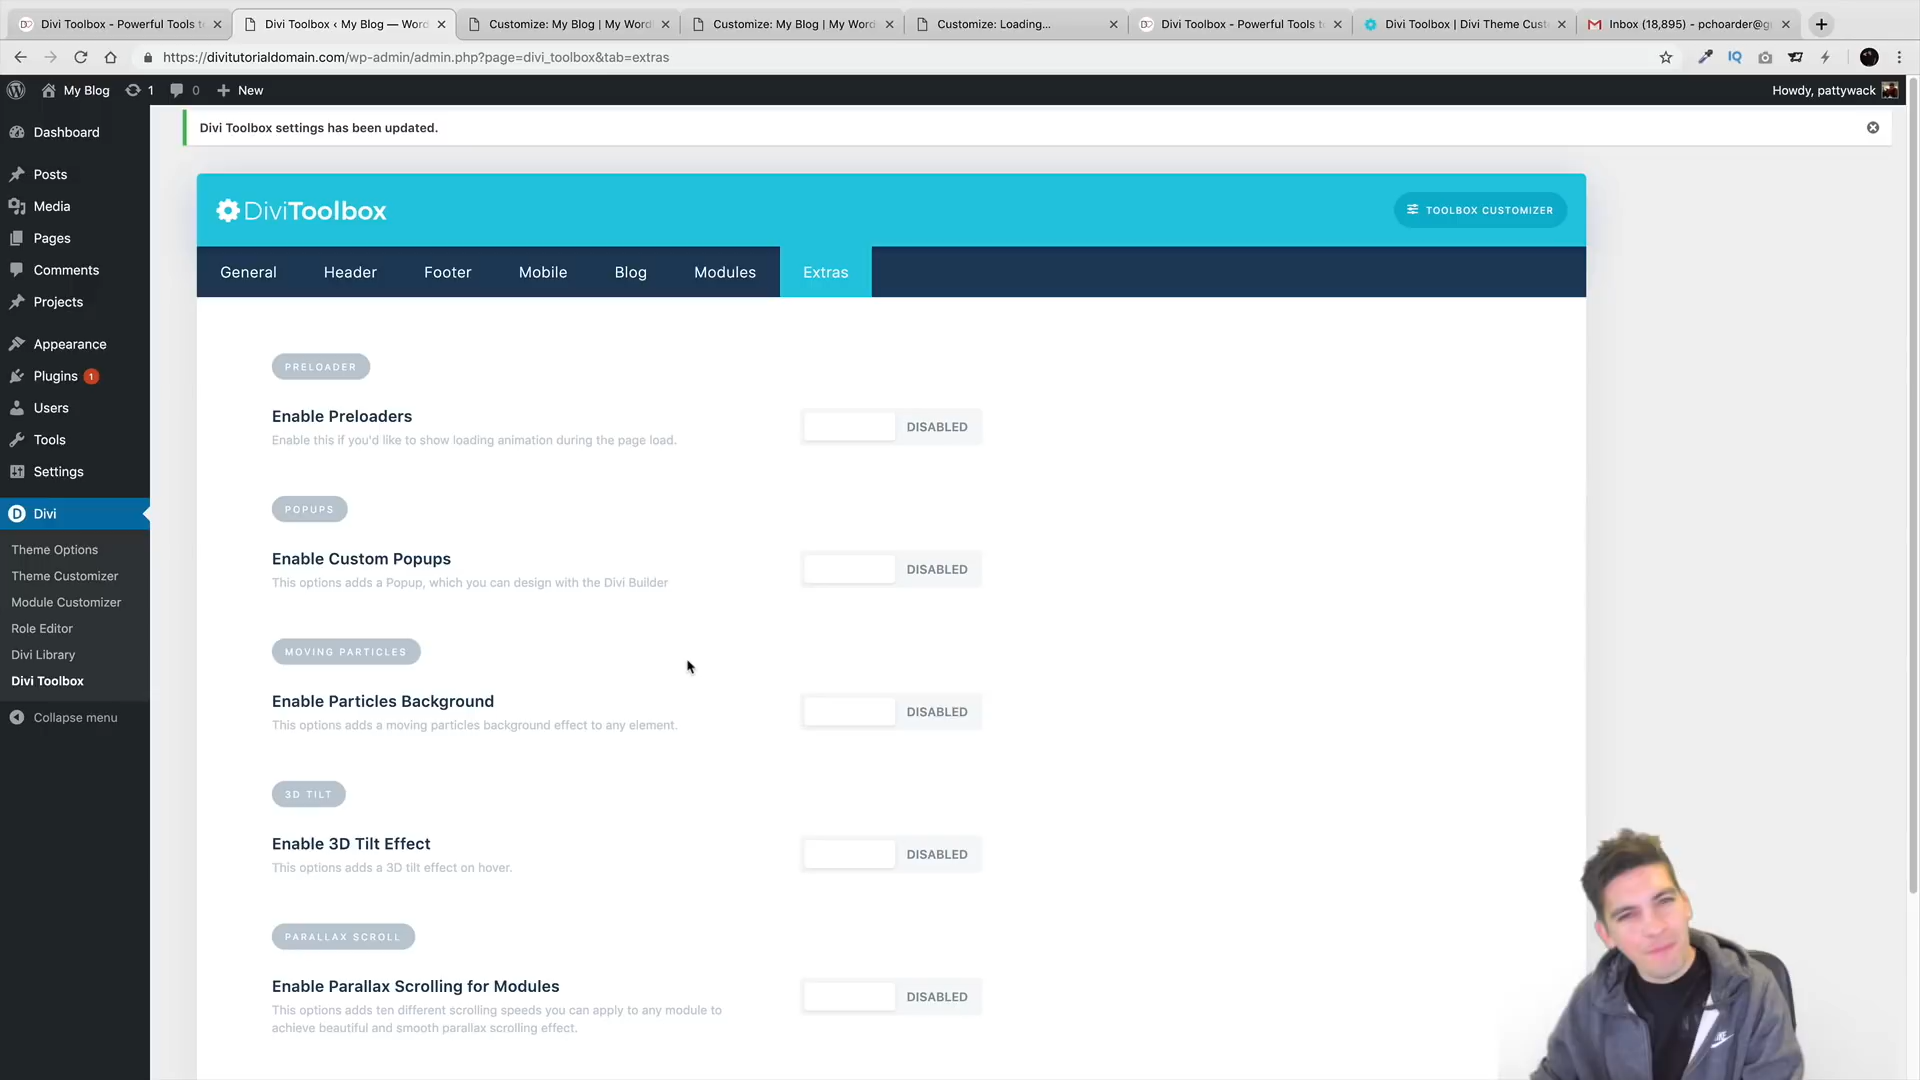 Divi Toolbox - Powerful Tools t
Divi Toolbox ‹ My Blog — Wor
Customize: My Blog | My Word
Customize: My Blog | My Word
Customize: Loading...
Divi Toolbox - Powerful Tools t
Divi Toolbox | Divi Theme Cust
Inbox (18,895) - pchoarder@g
https://divitutorialdomain.com/wp-admin/admin.php?page=divi_toolbox&tab=extras
IQ
My Blog
1
0
New
Howdy, pattywack
Dashboard
Posts
Media
Pages
Comments
Projects
Appearance
Plugins 1
Users
Tools
Settings
D Divi
Theme Options
Theme Customizer
Module Customizer
Role Editor
Divi Library
Divi Toolbox
Collapse menu
Divi Toolbox settings has been updated.
DiviToolbox
TOOLBOX CUSTOMIZER
General
Header
Footer
Mobile
Blog
Modules
Extras
PRELOADER
Enable Preloaders
Enable this if you'd like to show loading animation during the page load.
DISABLED
POPUPS
Enable Custom Popups
This options adds a Popup, which you can design with the Divi Builder
DISABLED
MOVING PARTICLES
Enable Particles Background
This options adds a moving particles background effect to any element.
DISABLED
3D TILT
Enable 3D Tilt Effect
This options adds a 3D tilt effect on hover.
DISABLED
PARALLAX SCROLL
Enable Parallax Scrolling for Modules
This options adds ten different scrolling speeds you can apply to any module to
achieve beautiful and smooth parallax scrolling effect.
DISABLED